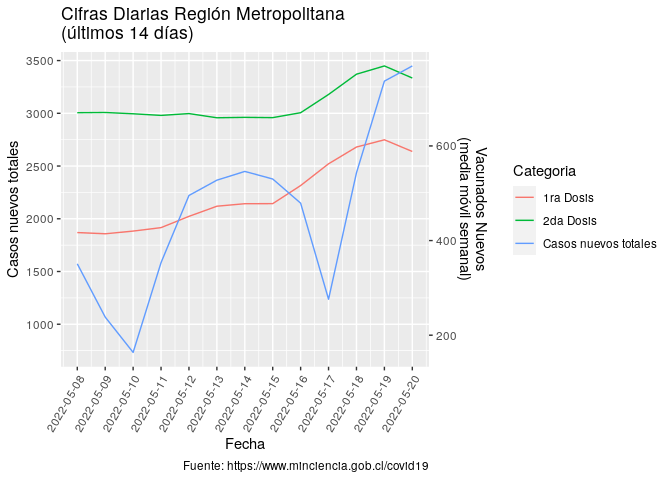 Cifras Diarias Región Metropolitana
(últimos 14 días)
3500
3000
2500
2000
1500
1000
Casos nuevos totales
600
400
200
Vacunados Nuevos
(media móvil semanal)
2022-05-08
2022-05-09
2022-05-10
2022-05-11
2022-05-12
2022-05-13
2022-05-14
2022-05-15
2022-05-16
2022-05-17
2022-05-18
2022-05-19
2022-05-20
Fecha
Categoria
1ra Dosis
2da Dosis
Casos nuevos totales
Fuente: https://www.minciencia.gob.cl/covid19